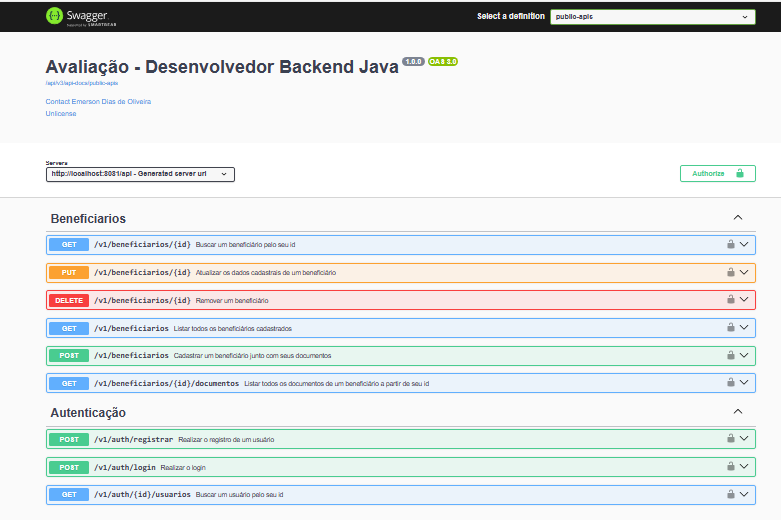 Swagger
Supported by SMARTBEAR
Select a definition
public-apis
Avaliação - Desenvolvedor Backend Java 1.0.0 OAS 3.0
/api/v3/api-docs/public-apis
Contact Emerson Dias de Oliveira
Unlicense
Servers
http://localhost:8081/api - Generated server url
Authorize
Beneficiarios
GET /v1/beneficiarios/{id} Buscar um beneficiário pelo seu id
PUT /v1/beneficiarios/{id} Atualizar os dados cadastrais de um beneficiário
DELETE /v1/beneficiarios/{id} Remover um beneficiário
GET /v1/beneficiarios Listar todos os beneficiários cadastrados
POST /v1/beneficiarios Cadastrar um beneficiário junto com seus documentos
GET /v1/beneficiarios/{id}/documentos Listar todos os documentos de um beneficiário a partir de seu id
Autenticação
POST /v1/auth/registrar Realizar o registro de um usuário
POST /v1/auth/login Realizar o login
GET /v1/auth/{id}/usuarios Buscar um usuário pelo seu id